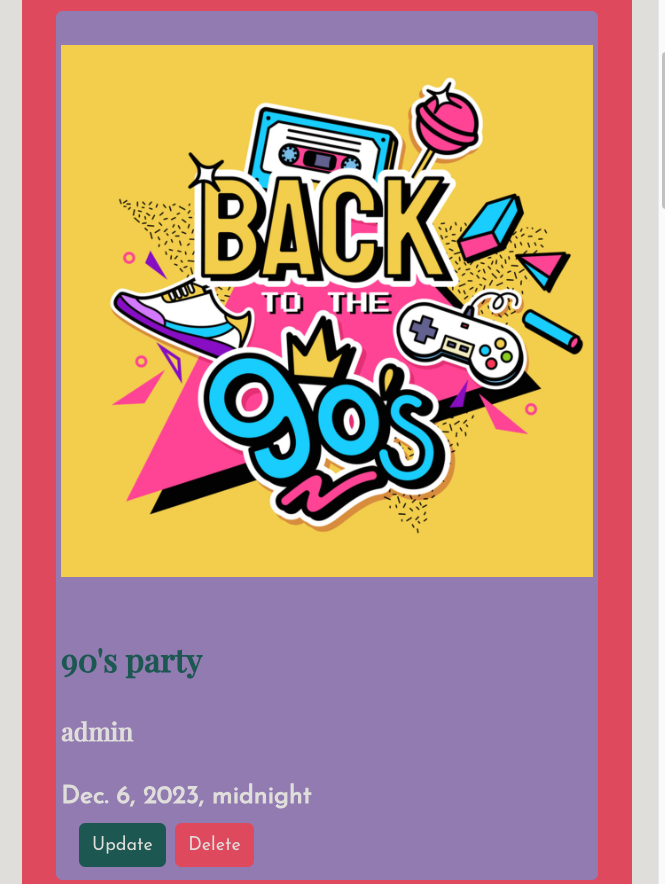 BACK
TO THE
90's
90's party
admin
Dec. 6, 2023, midnight
Update Delete